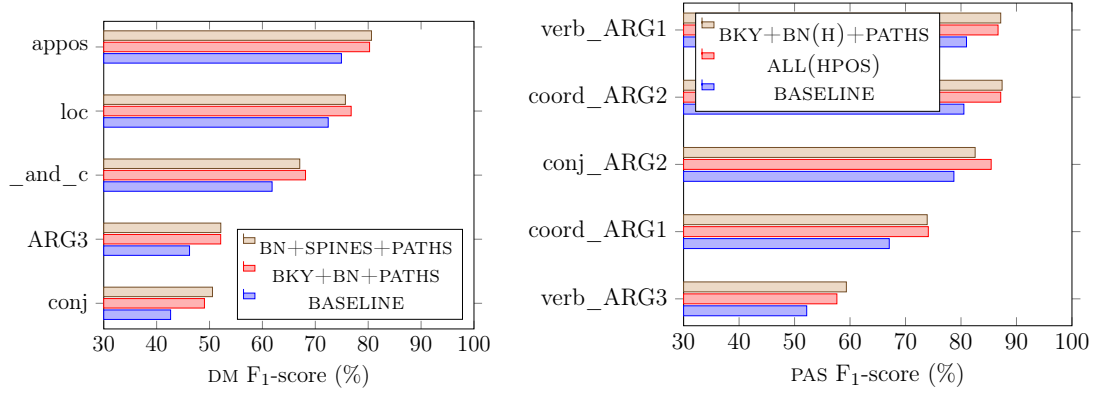 appos
loc
_and_c
ARG3
conj
BN+SPINES+PATHS
BKY+BN+PATHS
BASELINE
30 40 50 60 70 80 90 100
DM F1-score (%)
verb_ARG1
coord_ARG2
conj_ARG2
coord_ARG1
verb_ARG3
BKY+BN(H)+PATHS
ALL(HPOS)
BASELINE
30 40 50 60 70 80 90 100
PAS F1-score (%)